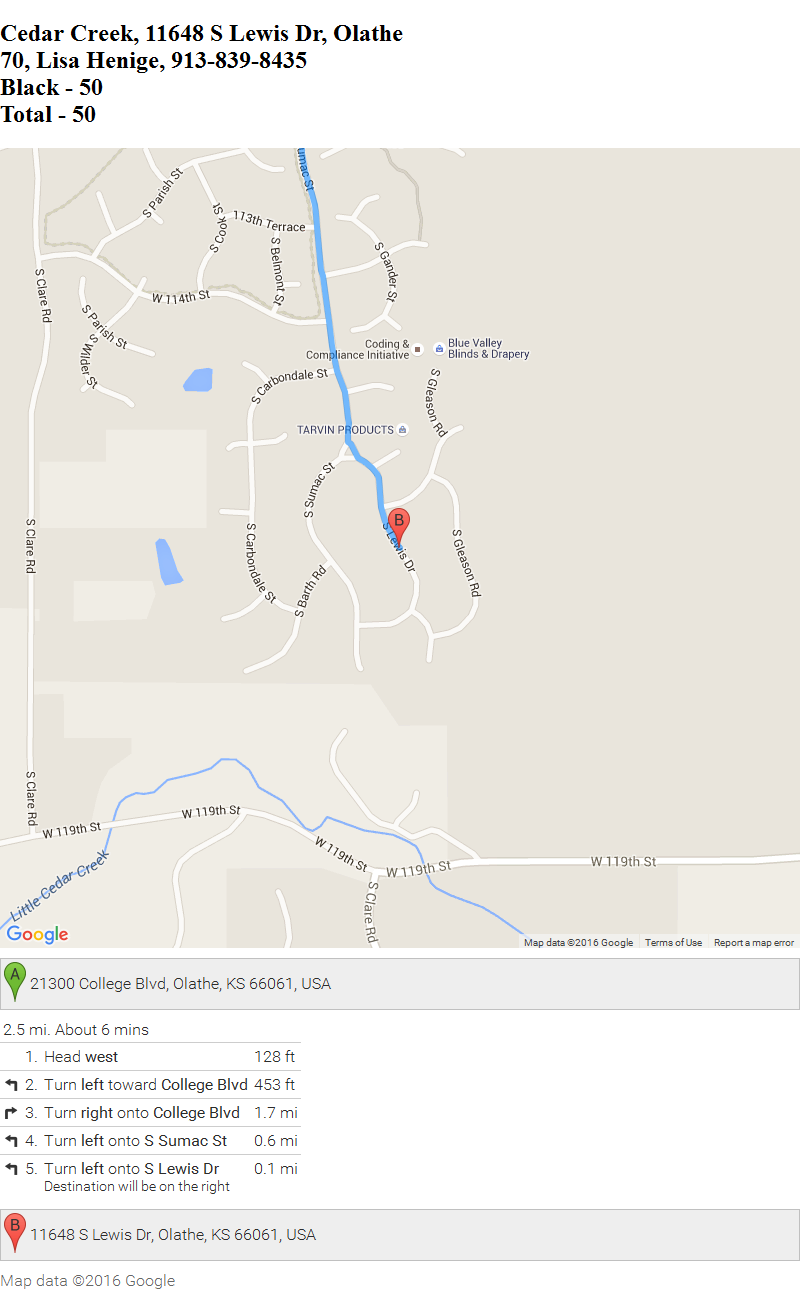 Cedar Creek, 11648 S Lewis Dr, Olathe
70, Lisa Henige, 913-839-8435
Black - 50
Total - 50
Sumac St
S Parish St
S Cook St
113th Terrace
S Belmont St
S Gander St
S Clare Rd
W 114th St
S Parish St
S Wilder St
Coding &
Compliance Initiative
Blue Valley
Blinds & Drapery
S Carbondale St
S Gleason Rd
TARVIN PRODUCTS
S Sumac St
B
S Lewis Dr
S Clare Rd
S Carbondale St
S Barth Rd
S Gleason Rd
S Clare Rd
W 119th St
W 119th St
W 119th St
W 119th St
W 119th St
Little Cedar Creek
S Clare Rd
Google
Map data ©2016 Google
Terms of Use
Report a map error
A 21300 College Blvd, Olathe, KS 66061, USA
2.5 mi. About 6 mins
1. Head west 128 ft
2. Turn left toward College Blvd 453 ft
3. Turn right onto College Blvd 1.7 mi
4. Turn left onto S Sumac St 0.6 mi
5. Turn left onto S Lewis Dr 0.1 mi
Destination will be on the right
B 11648 S Lewis Dr, Olathe, KS 66061, USA
Map data ©2016 Google